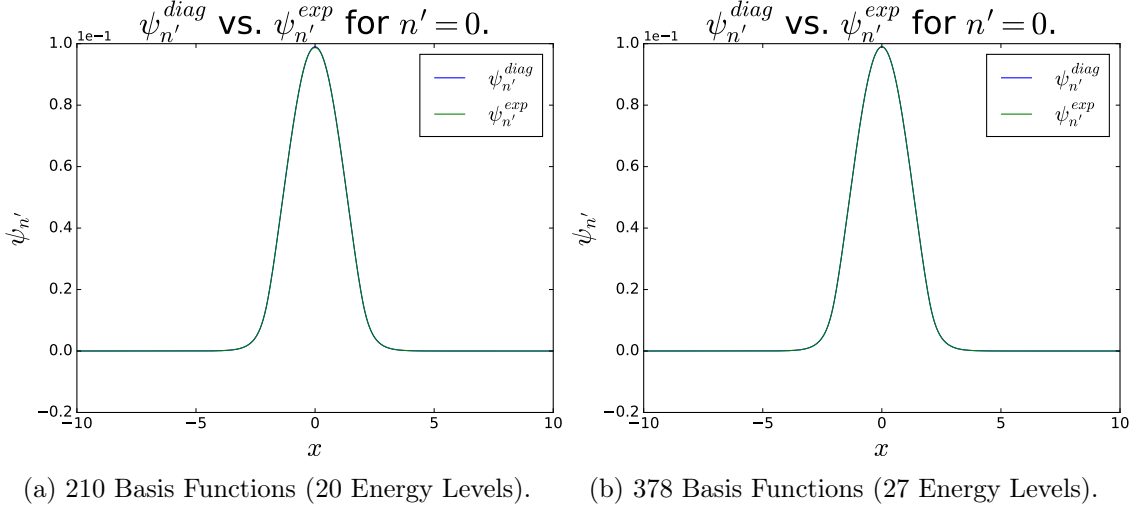 ψ_{n'}^{diag} vs. ψ_{n'}^{exp} for n' = 0.
1e−1
1.0
0.8
0.6
0.4
0.2
0.0
−0.2
ψ_{n'}
−10
−5
0
5
10
x
ψ_{n'}^{diag}
ψ_{n'}^{exp}
(a) 210 Basis Functions (20 Energy Levels).
ψ_{n'}^{diag} vs. ψ_{n'}^{exp} for n' = 0.
1e−1
1.0
0.8
0.6
0.4
0.2
0.0
−0.2
ψ_{n'}
−10
−5
0
5
10
x
ψ_{n'}^{diag}
ψ_{n'}^{exp}
(b) 378 Basis Functions (27 Energy Levels).